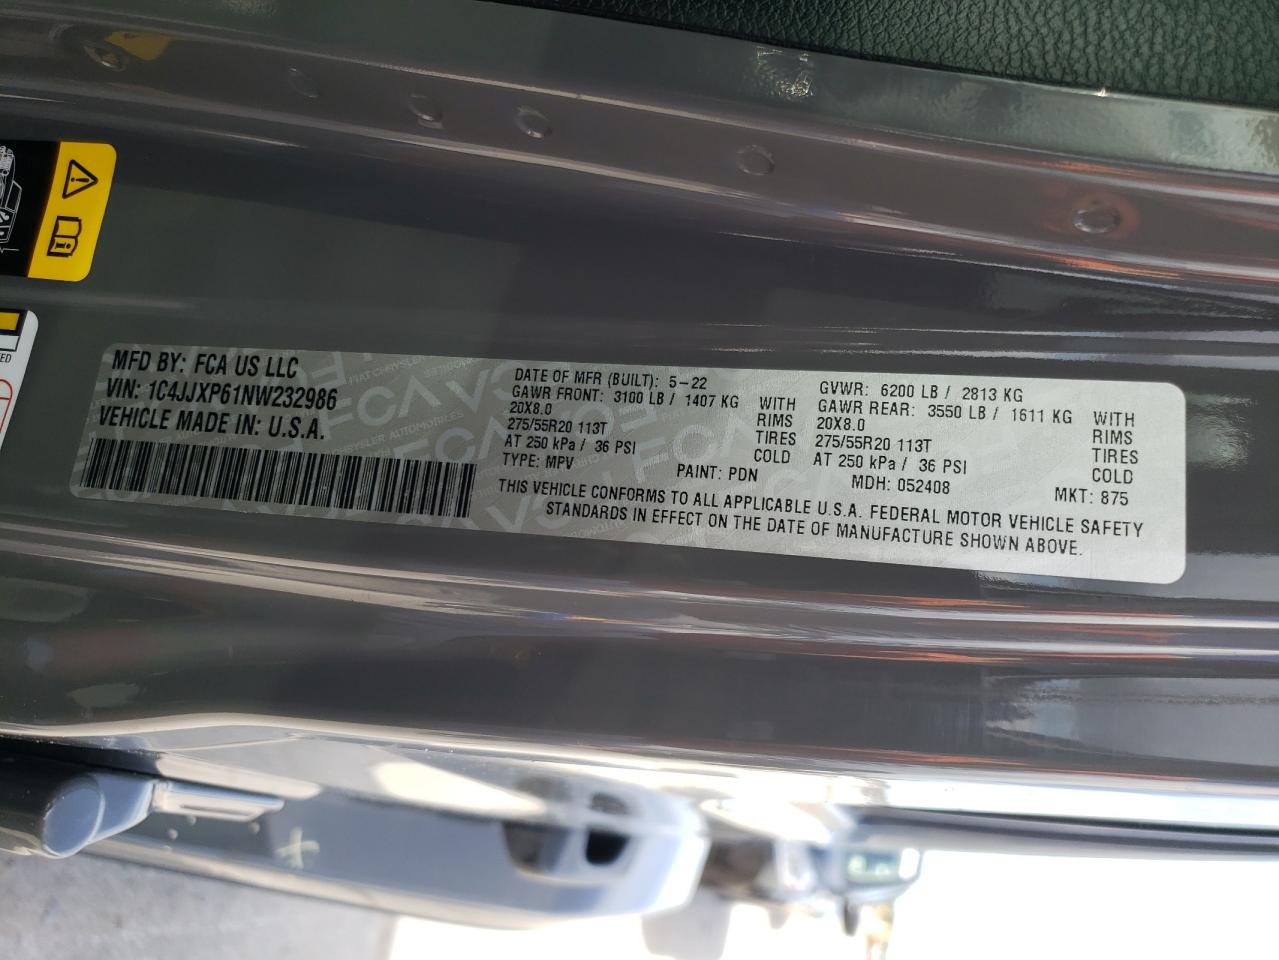 MFD BY: FCA US LLC
VIN: 1C4JJXP61NW232986
VEHICLE MADE IN: U.S.A.
DATE OF MFR (BUILT): 5-22
GAWR FRONT: 3100 LB / 1407 KG WITH
20X8.0 RIMS
275/55R20 113T TIRES
AT 250 kPa / 36 PSI COLD
TYPE: MPV PAINT: PDN
GVWR: 6200 LB / 2813 KG
GAWR REAR: 3550 LB / 1611 KG WITH
20X8.0 RIMS
275/55R20 113T TIRES
AT 250 kPa / 36 PSI COLD
MDH: 052408 MKT: 875
THIS VEHICLE CONFORMS TO ALL APPLICABLE U.S.A. FEDERAL MOTOR VEHICLE SAFETY
STANDARDS IN EFFECT ON THE DATE OF MANUFACTURE SHOWN ABOVE.